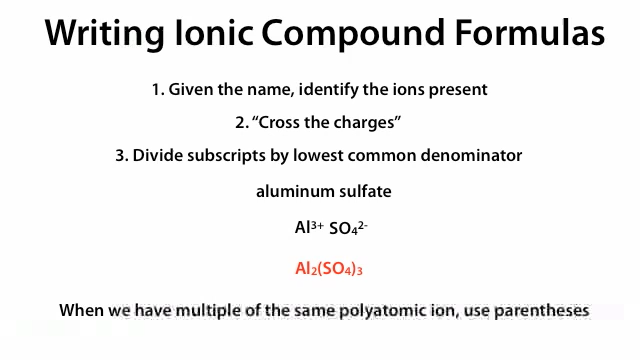 Writing Ionic Compound Formulas
1. Given the name, identify the ions present
2. “Cross the charges”
3. Divide subscripts by lowest common denominator
aluminum sulfate
Al³⁺ SO₄²⁻
Al₂(SO₄)₃
When we have multiple of the same polyatomic ion, use parentheses